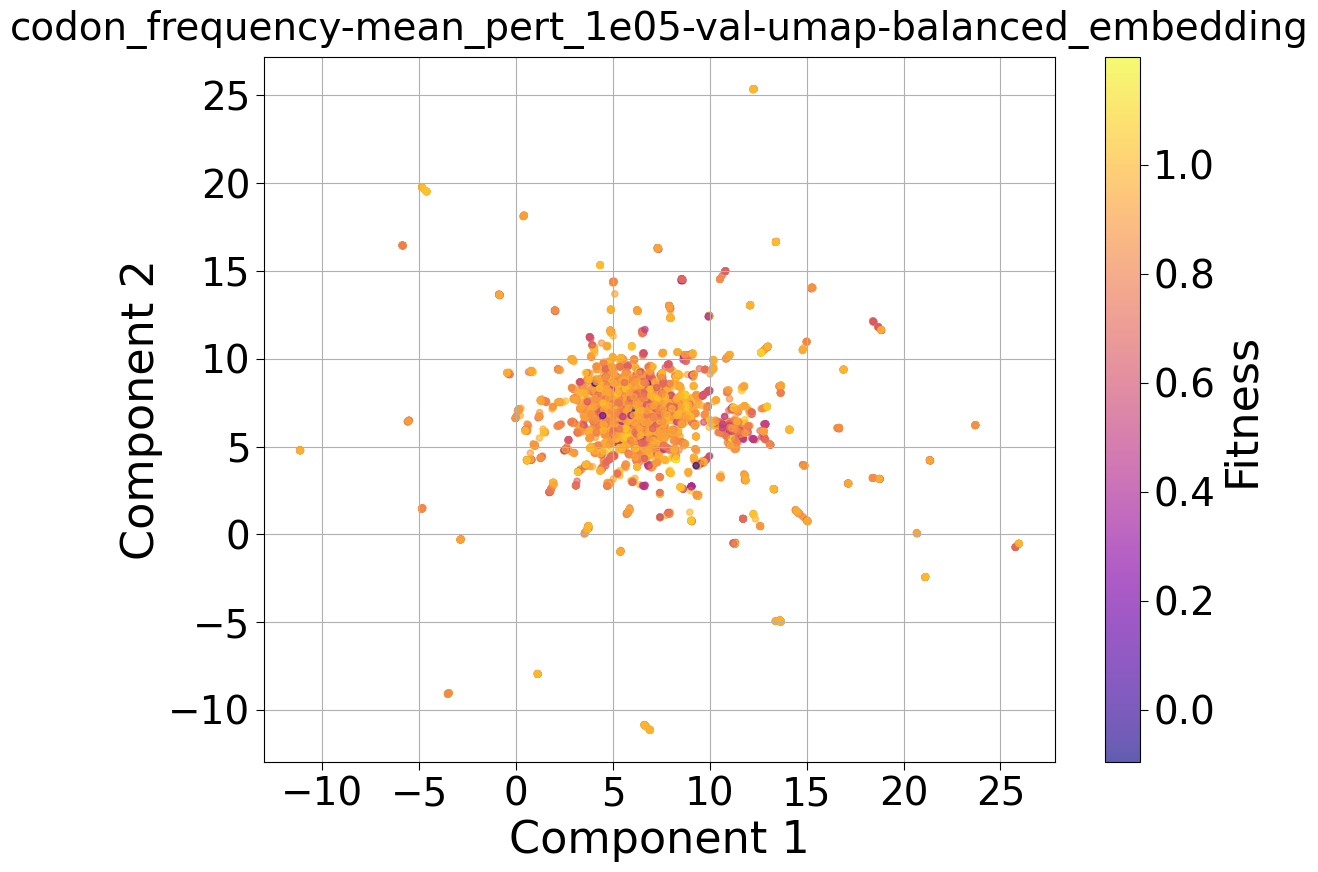 codon_frequency-mean_pert_1e05-val-umap-balanced_embedding
25
20
15
10
5
0
−5
−10
Component 2
−10 −5 0 5 10 15 20 25
Component 1
1.0
0.8
0.6
0.4
0.2
0.0
Fitness